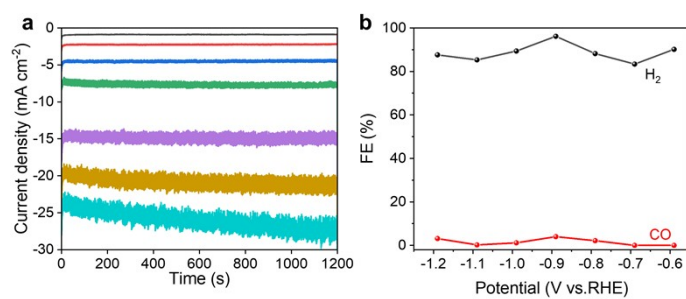 a
0
-5
-10
-15
-20
-25
-30
Current density (mA cm⁻²)
0 200 400 600 800 1000 1200
Time (s)
b
100
80
60
40
20
0
FE (%)
H₂
CO
-1.2 -1.1 -1.0 -0.9 -0.8 -0.7 -0.6
Potential (V vs.RHE)